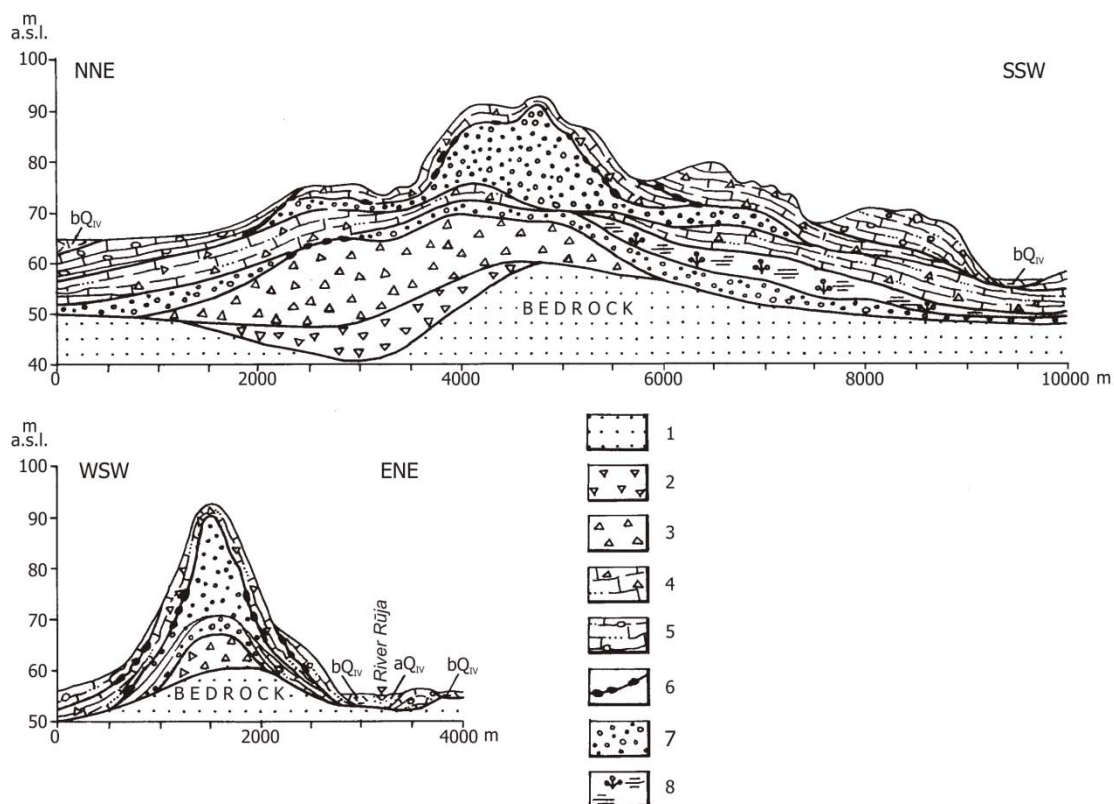 m
a.s.l.
100
NNE
SSW
90
80
bQIV
70
60
bQIV
BEDROCK
50
40
0
2000
4000
6000
8000
10000 m
m
a.s.l.
100
WSW
ENE
90
80
70
River Rūja
60
bQIV
aQIV
bQIV
BEDROCK
50
0
2000
4000 m
1
2
3
4
5
6
7
8